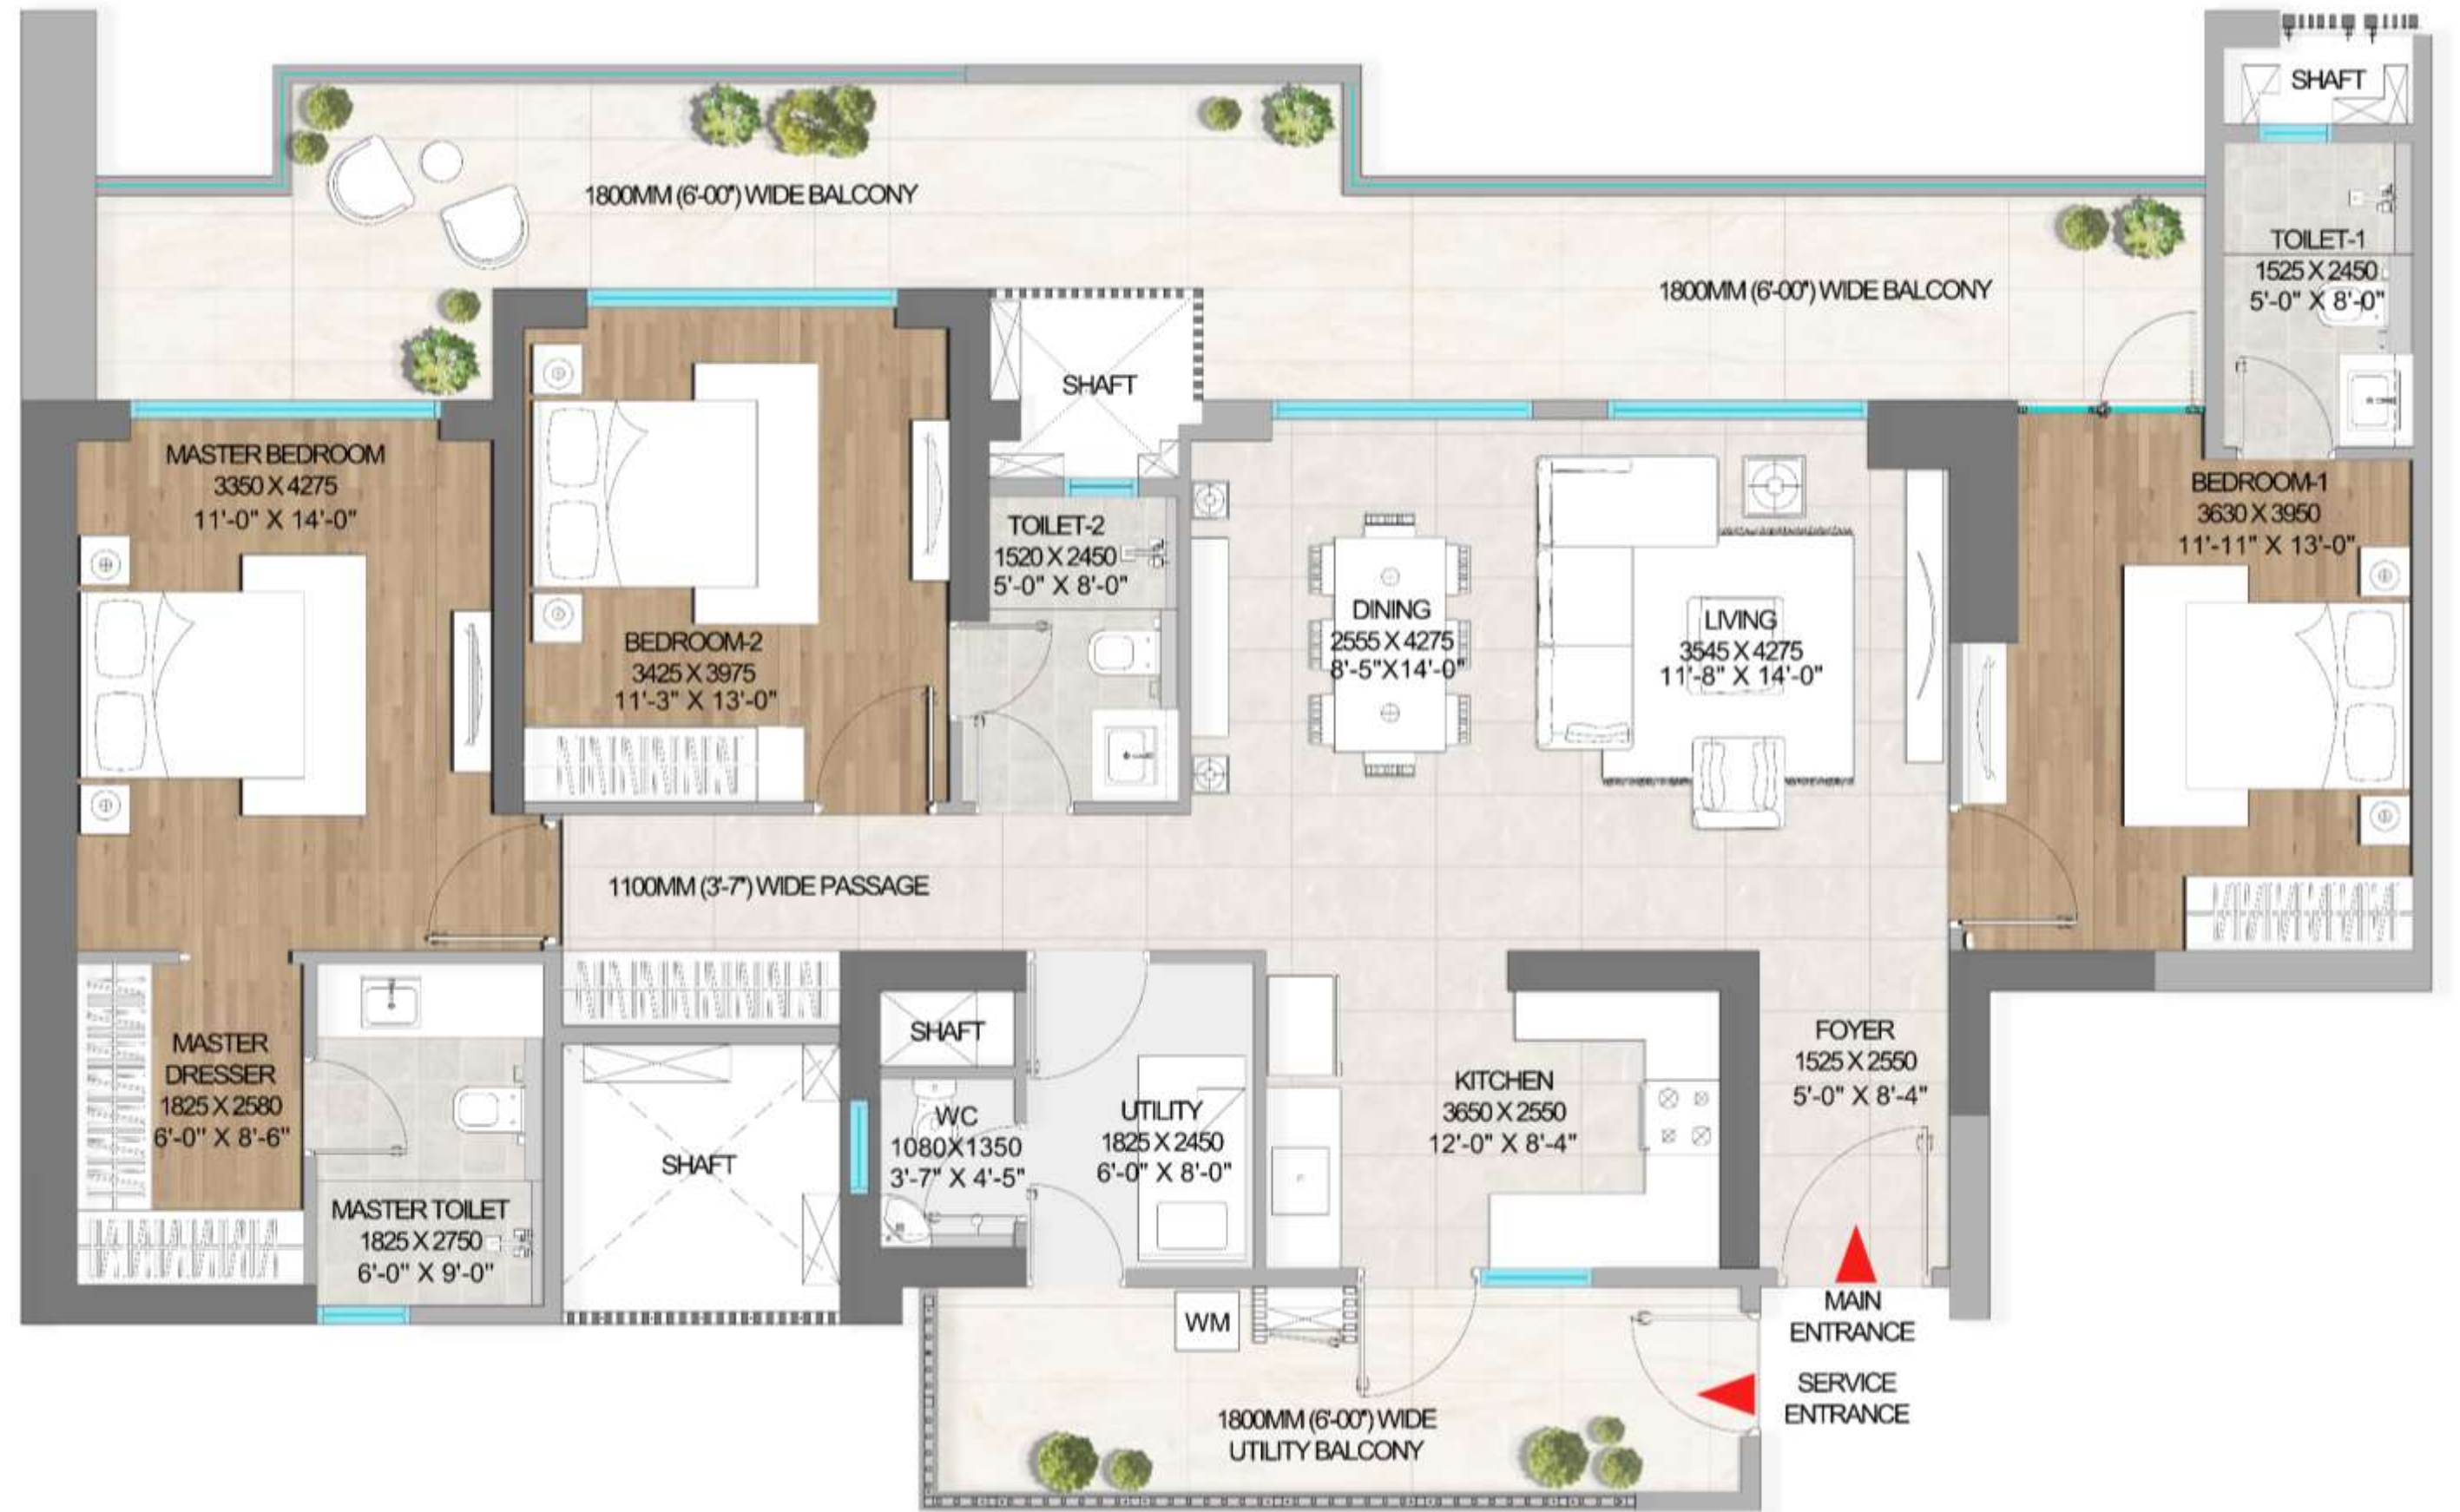 SHAFT
1800MM (6'-00") WIDE BALCONY
TOILET-1
1525 X 2450
5'-0" X 8'-0"
1800MM (6'-00") WIDE BALCONY
SHAFT
MASTER BEDROOM
3350 X 4275
11'-0" X 14'-0"
BEDROOM-1
3630 X 3950
11'-11" X 13'-0"
TOILET-2
1520 X 2450
5'-0" X 8'-0"
DINING
2555 X 4275
8'-5"X14'-0"
LIVING
3545 X 4275
11'-8" X 14'-0"
BEDROOM-2
3425 X 3975
11'-3" X 13'-0"
1100MM (3'-7") WIDE PASSAGE
SHAFT
MASTER
DRESSER
1825 X 2580
6'-0" X 8'-6"
FOYER
1525 X 2550
5'-0" X 8'-4"
KITCHEN
3650 X 2550
12'-0" X 8'-4"
WC
1080X1350
3'-7" X 4'-5"
UTILITY
1825 X 2450
6'-0" X 8'-0"
SHAFT
MASTER TOILET
1825 X 2750
6'-0" X 9'-0"
WM
MAIN
ENTRANCE
SERVICE
ENTRANCE
1800MM (6'-00") WIDE
UTILITY BALCONY